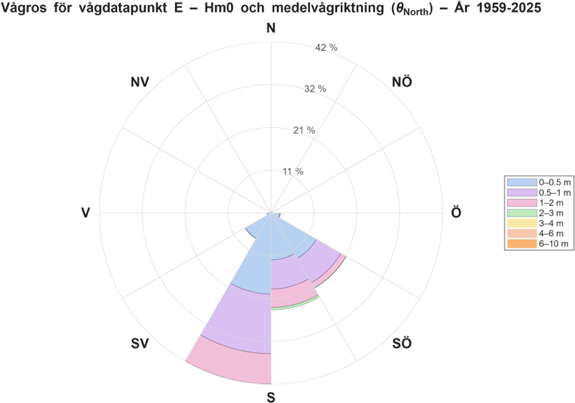 Vågros för vågdatapunkt E – Hm0 och medelvågriktning (θNorth) – År 1959-2025
N
42 %
NV
NÖ
32 %
21 %
11 %
0–0.5 m
0.5–1 m
1–2 m
2–3 m
3–4 m
4–6 m
6–10 m
V
Ö
SV
SÖ
S